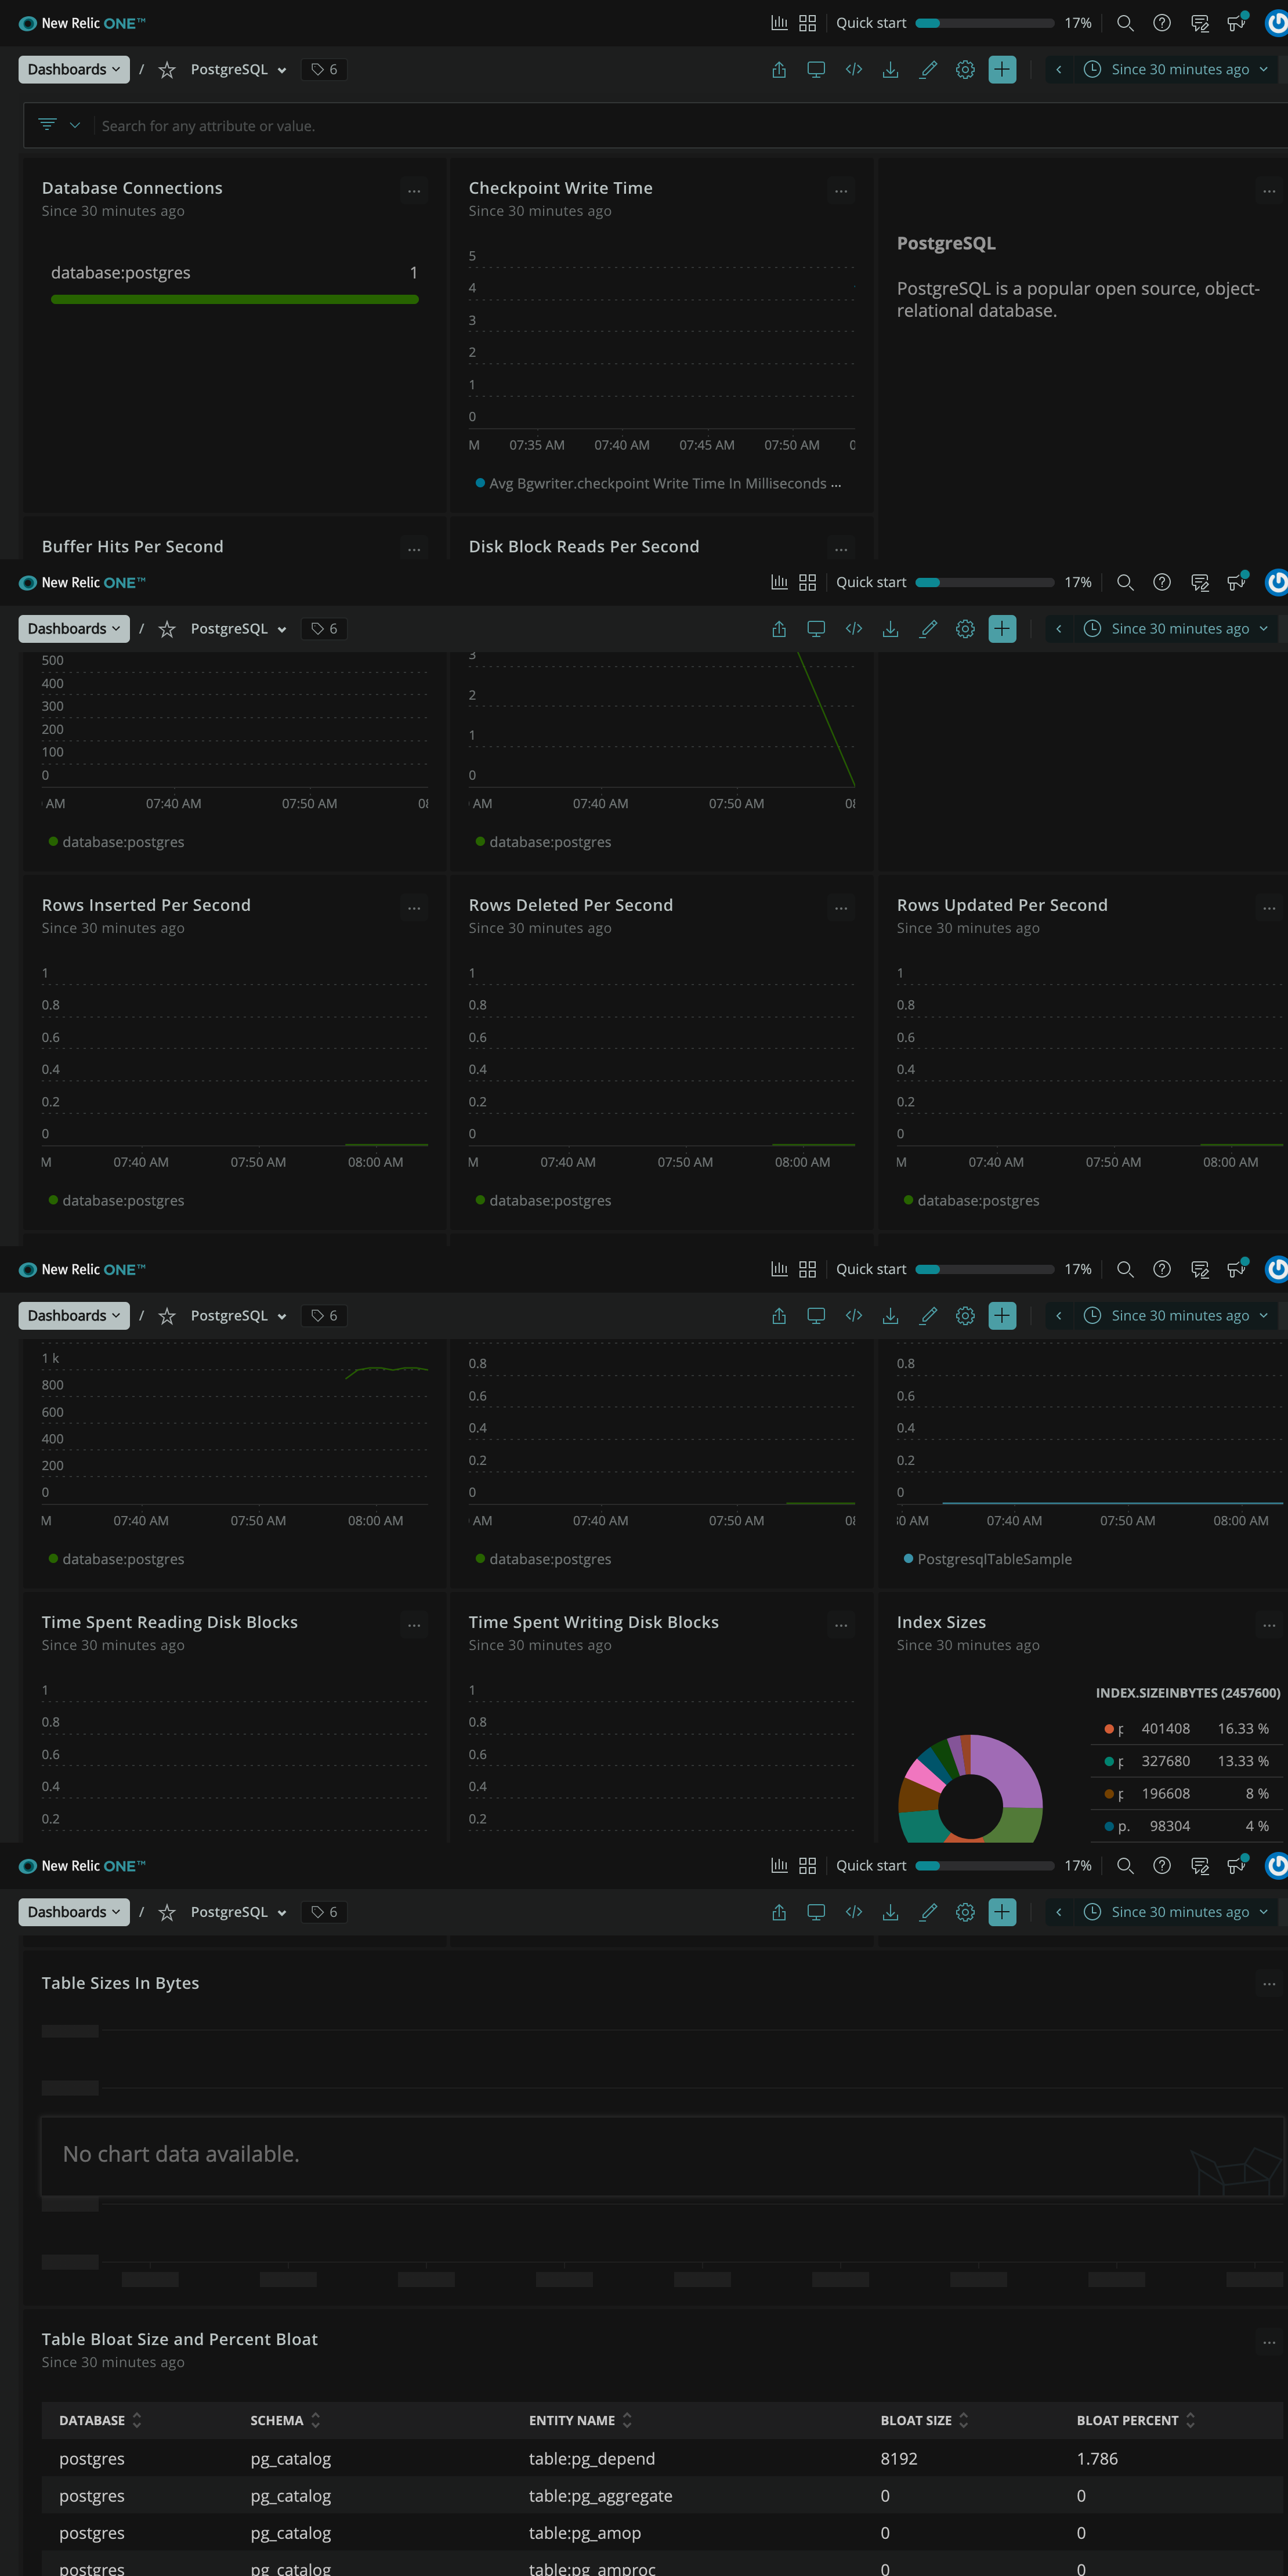 New Relic ONE™
Quick start 17%
Dashboards / PostgreSQL 6
Since 30 minutes ago
Search for any attribute or value.
Database Connections
Since 30 minutes ago
database:postgres 1
Checkpoint Write Time
Since 30 minutes ago
5
4
3
2
1
0
M 07:35 AM 07:40 AM 07:45 AM 07:50 AM 0
Avg Bgwriter.checkpoint Write Time In Milliseconds ...
PostgreSQL
PostgreSQL is a popular open source, object-
relational database.
Buffer Hits Per Second
Disk Block Reads Per Second
New Relic ONE™
Quick start 17%
Dashboards / PostgreSQL 6
Since 30 minutes ago
500
400
300
200
100
0
AM 07:40 AM 07:50 AM 08
database:postgres
3
2
1
0
AM 07:40 AM 07:50 AM 08
database:postgres
Rows Inserted Per Second
Since 30 minutes ago
1
0.8
0.6
0.4
0.2
0
M 07:40 AM 07:50 AM 08:00 AM
database:postgres
Rows Deleted Per Second
Since 30 minutes ago
1
0.8
0.6
0.4
0.2
0
M 07:40 AM 07:50 AM 08:00 AM
database:postgres
Rows Updated Per Second
Since 30 minutes ago
1
0.8
0.6
0.4
0.2
0
M 07:40 AM 07:50 AM 08:00 AM
database:postgres
New Relic ONE™
Quick start 17%
Dashboards / PostgreSQL 6
Since 30 minutes ago
1 k
800
600
400
200
0
M 07:40 AM 07:50 AM 08:00 AM
database:postgres
0.8
0.6
0.4
0.2
0
AM 07:40 AM 07:50 AM 08
database:postgres
0.8
0.6
0.4
0.2
0
30 AM 07:40 AM 07:50 AM 08:00 AM
PostgresqlTableSample
Time Spent Reading Disk Blocks
Since 30 minutes ago
1
0.8
0.6
0.4
0.2
Time Spent Writing Disk Blocks
Since 30 minutes ago
1
0.8
0.6
0.4
0.2
Index Sizes
Since 30 minutes ago
INDEX.SIZEINBYTES (2457600)
p 401408 16.33 %
p 327680 13.33 %
p 196608 8 %
p. 98304 4 %
New Relic ONE™
Quick start 17%
Dashboards / PostgreSQL 6
Since 30 minutes ago
Table Sizes In Bytes
No chart data available.
Table Bloat Size and Percent Bloat
Since 30 minutes ago
DATABASE SCHEMA ENTITY NAME BLOAT SIZE BLOAT PERCENT
postgres pg_catalog table:pg_depend 8192 1.786
postgres pg_catalog table:pg_aggregate 0 0
postgres pg_catalog table:pg_amop 0 0
postgres pg_catalog table:pg_amproc 0 0